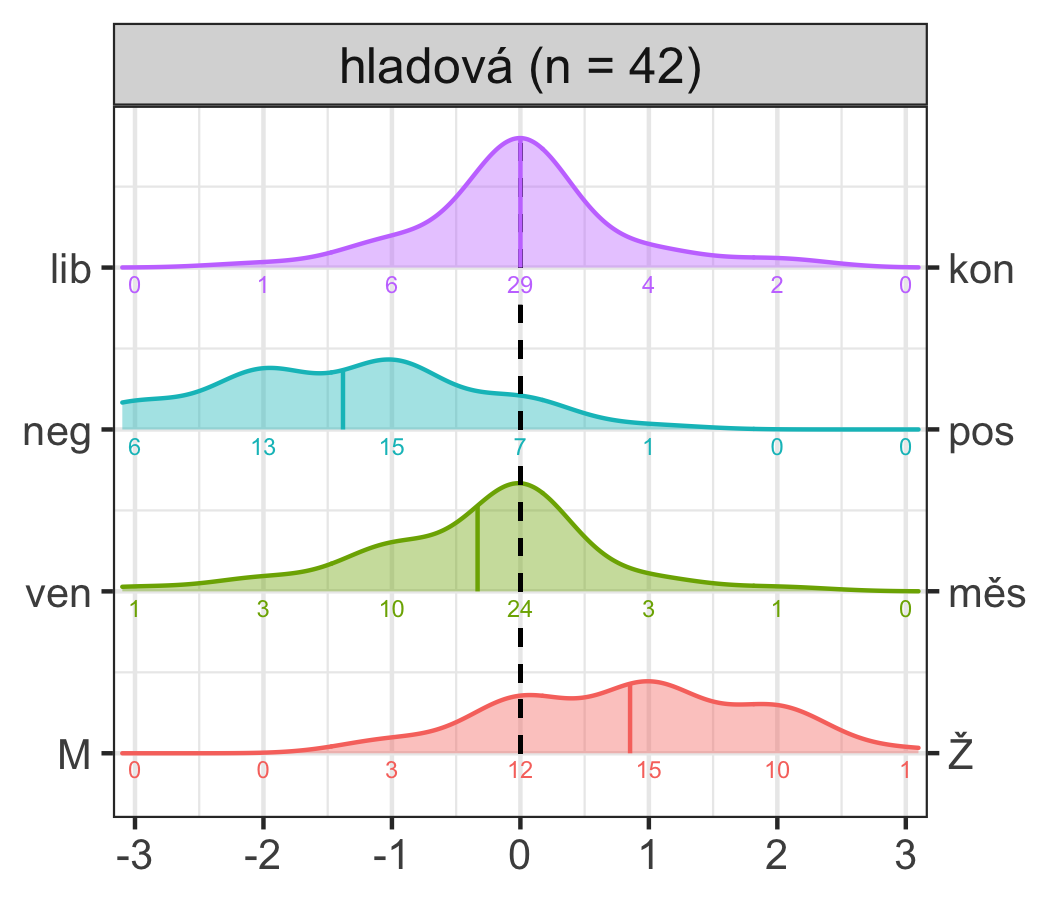 hladová (n = 42)
lib kon
0 1 6 29 4 2 0
neg pos
6 13 15 7 1 0 0
ven měs
1 3 10 24 3 1 0
M Ž
0 0 3 12 15 10 1
-3 -2 -1 0 1 2 3